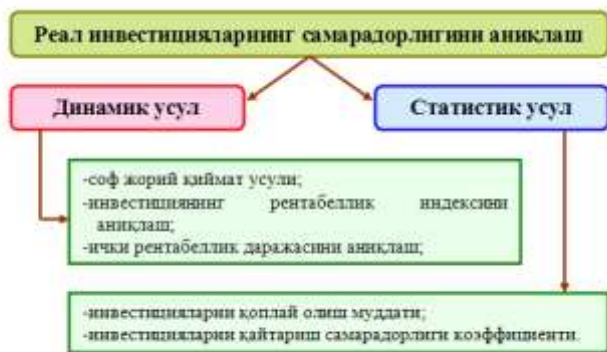 Реал инвестицияларнинг самарадорлигини аниқлаш
Динамик усул
Статистик усул
-соф жорий қиймат усули;
-инвестициянинг рентабеллик индексини
аниқлаш;
-ички рентабеллик даражасини аниқлаш;
-инвестицияларни қоплай олиш муддати;
-инвестицияларни қайтариш самарадорлиги коэффициенти.